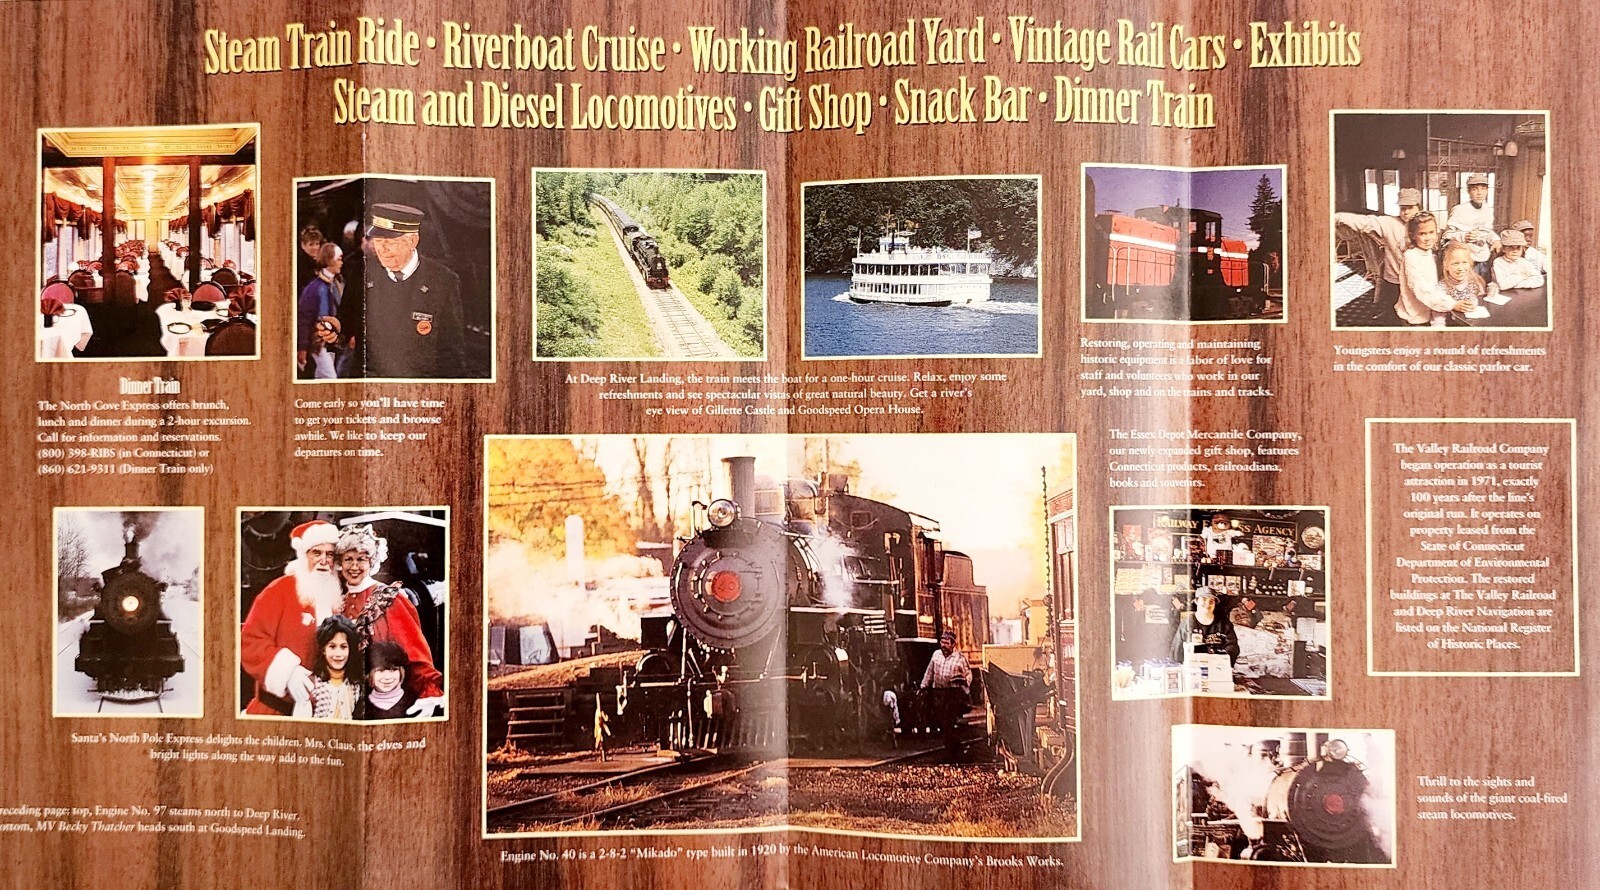 Steam Train Ride • Riverboat Cruise • Working Railroad Yard • Vintage Rail Cars • Exhibits
Steam and Diesel Locomotives • Gift Shop • Snack Bar • Dinner Train
Dinner Train
The North Cove Express offers brunch,
lunch and dinner during a 2-hour excursion.
Call for information and reservations.
(800) 398-RIBS (in Connecticut) or
(860) 621-9311 (Dinner Train only)
Come early so you'll have time
to get your tickets and browse
awhile. We like to keep our
departures on time.
At Deep River Landing, the train meets the boat for a one-hour cruise. Relax, enjoy some
refreshments and see spectacular vistas of great natural beauty. Get a river's
eye view of Gillette Castle and Goodspeed Opera House.
Restoring, operating and maintaining
historic equipment is a labor of love for
staff and volunteers who work in our
yard, shop and on the trains and tracks.
Youngsters enjoy a round of refreshments
in the comfort of our classic parlor car.
The Essex Depot Mercantile Company,
our newly expanded gift shop, features
Connecticut products, railroadiana,
books and souvenirs.
RAILWAY
AGENCY
The Valley Railroad Company
began operation as a tourist
attraction in 1971, exactly
100 years after the line's
original run. It operates on
property leased from the
State of Connecticut
Department of Environmental
Protection. The restored
buildings at The Valley Railroad
and Deep River Navigation are
listed on the National Register
of Historic Places.
Santa's North Pole Express delights the children. Mrs. Claus, the elves and
bright lights along the way add to the fun.
receding page: top, Engine No. 97 steams north to Deep River.
ottom, MV Becky Thatcher heads south at Goodspeed Landing.
Engine No. 40 is a 2-8-2 "Mikado" type built in 1920 by the American Locomotive Company's Brooks Works.
Thrill to the sights and
sounds of the giant coal-fired
steam locomotives.